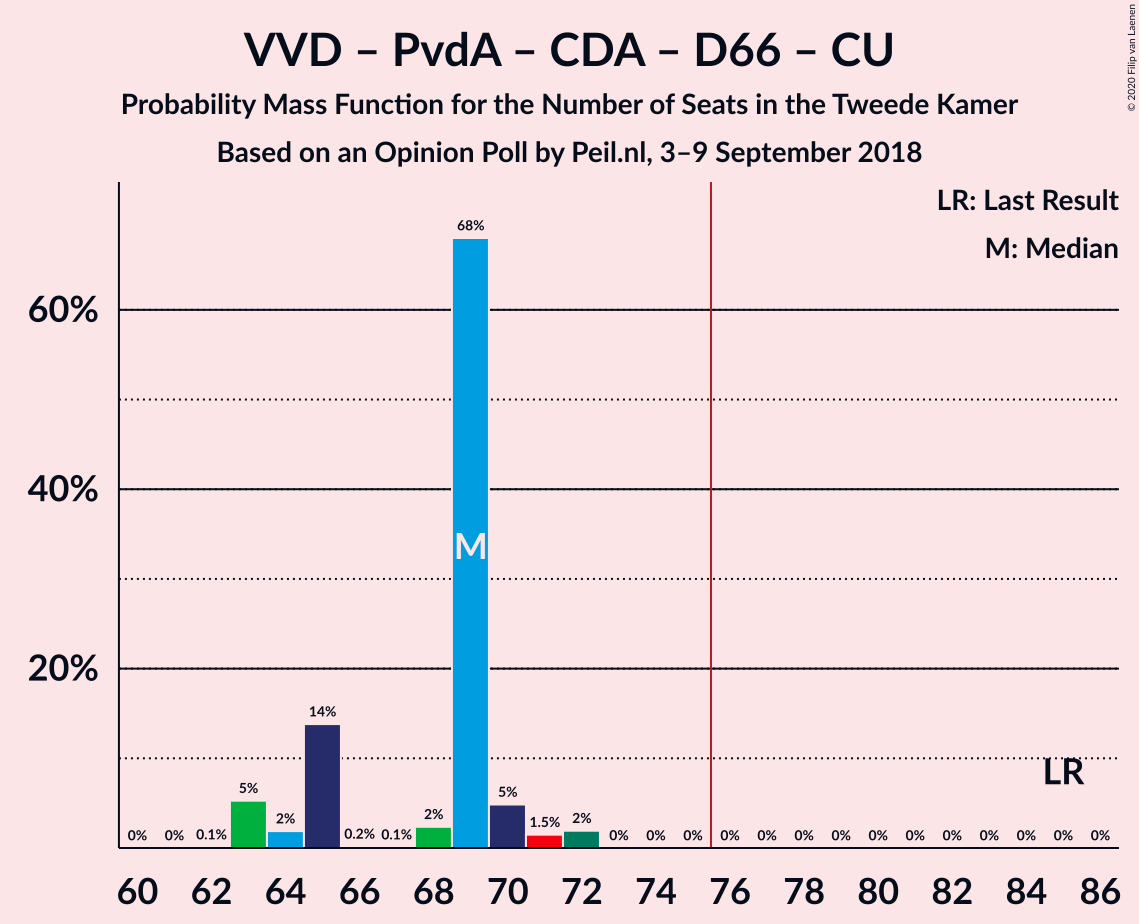 VVD – PvdA – CDA – D66 – CU
Probability Mass Function for the Number of Seats in the Tweede Kamer
Based on an Opinion Poll by Peil.nl, 3–9 September 2018
© 2020 Filip van Laenen
LR: Last Result
M: Median
60%
40%
20%
0% 0% 0.1% 5% 2% 14% 0.2% 0.1% 2% 68% 5% 1.5% 2% 0% 0% 0% 0% 0% 0% 0% 0% 0% 0% 0% 0% 0% 0%
M
LR
60 62 64 66 68 70 72 74 76 78 80 82 84 86